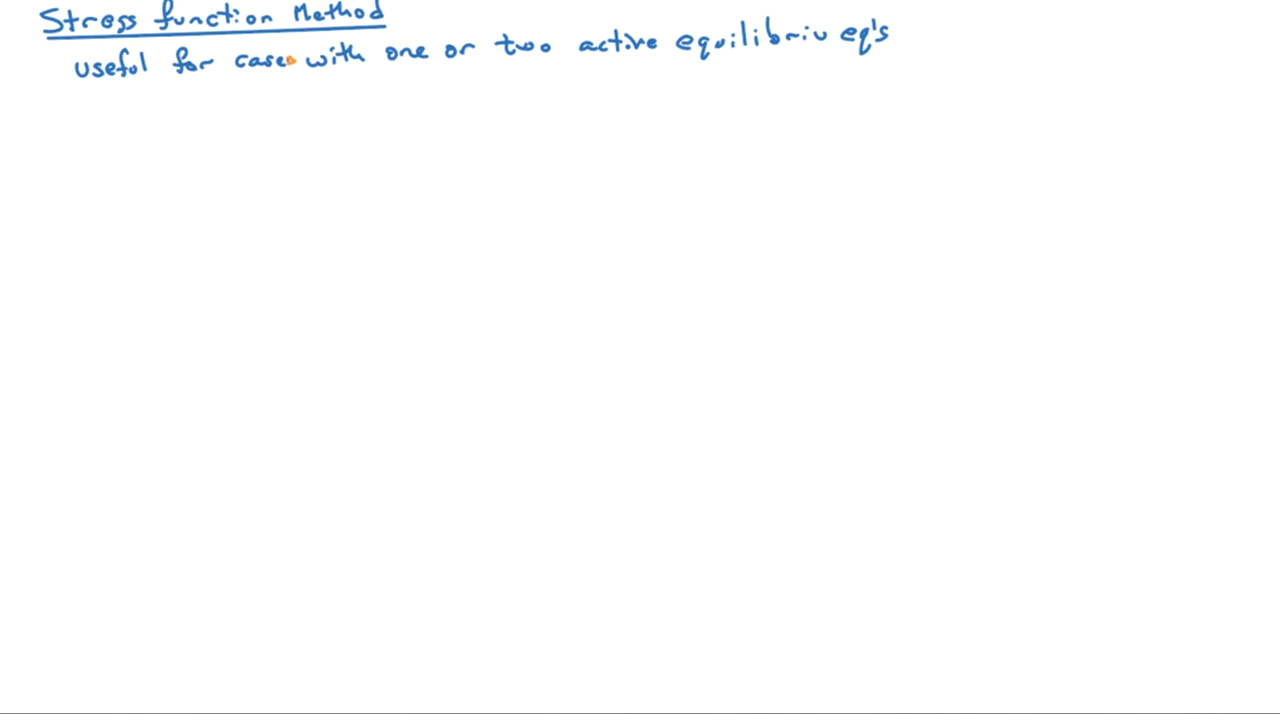 Stress function Method
useful for cases with one or two active equilibriu eq's